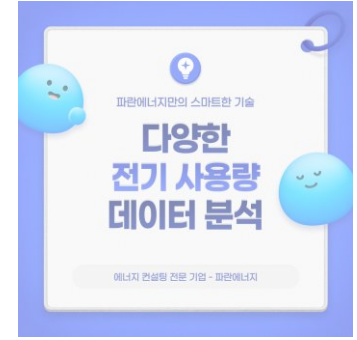 파란에너지만의 스마트한 기술
다양한
전기 사용량
데이터 분석
에너지 컨설팅 전문 기업 - 파란에너지